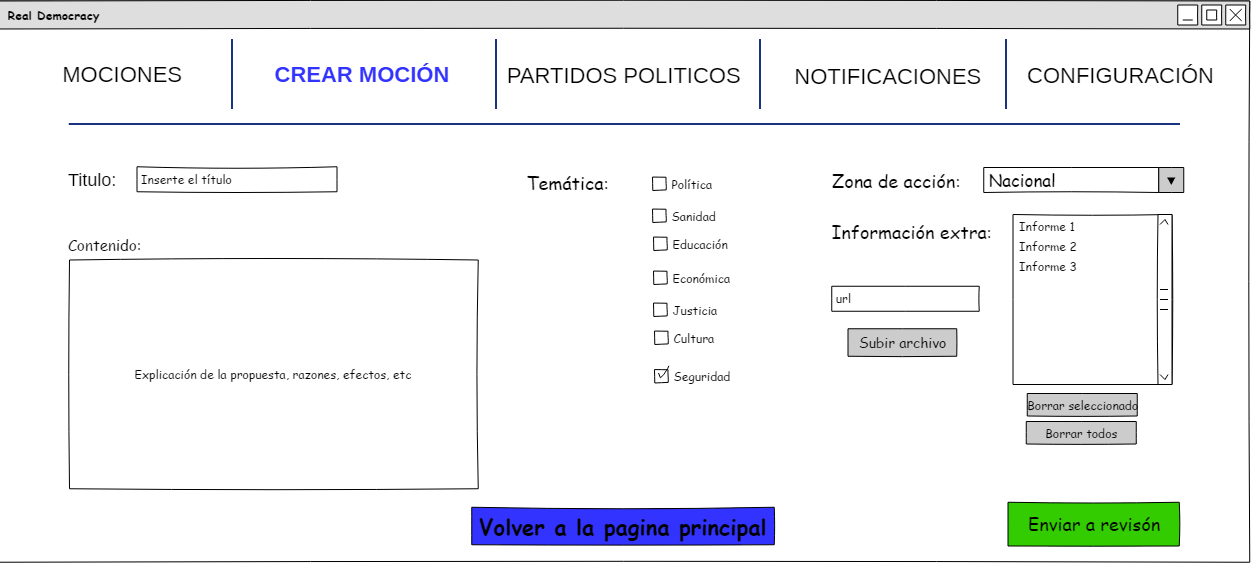 Real Democracy
MOCIONES
CREAR MOCIÓN
PARTIDOS POLITICOS
NOTIFICACIONES
CONFIGURACIÓN
Titulo:
Inserte el título
Contenido:
Explicación de la propuesta, razones, efectos, etc
Temática:
Política
Sanidad
Educación
Económica
Justicia
Cultura
Seguridad
Zona de acción:
Nacional
Información extra:
Informe 1
Informe 2
Informe 3
url
Subir archivo
Borrar seleccionado
Borrar todos
Volver a la pagina principal
Enviar a revisón